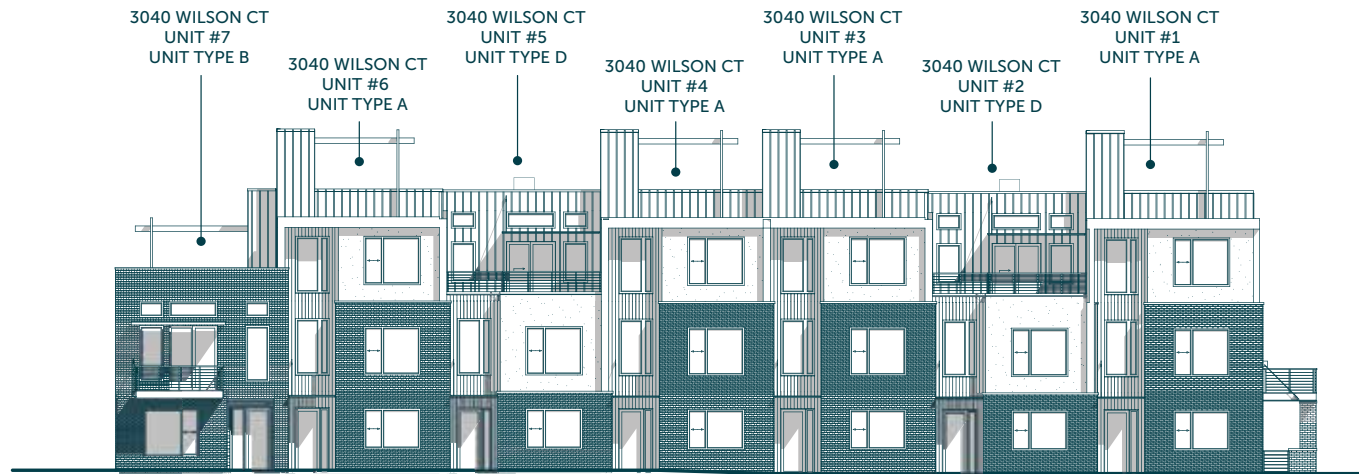 3040 WILSON CT
UNIT #7
UNIT TYPE B
3040 WILSON CT
UNIT #6
UNIT TYPE A
3040 WILSON CT
UNIT #5
UNIT TYPE D
3040 WILSON CT
UNIT #4
UNIT TYPE A
3040 WILSON CT
UNIT #3
UNIT TYPE A
3040 WILSON CT
UNIT #2
UNIT TYPE D
3040 WILSON CT
UNIT #1
UNIT TYPE A